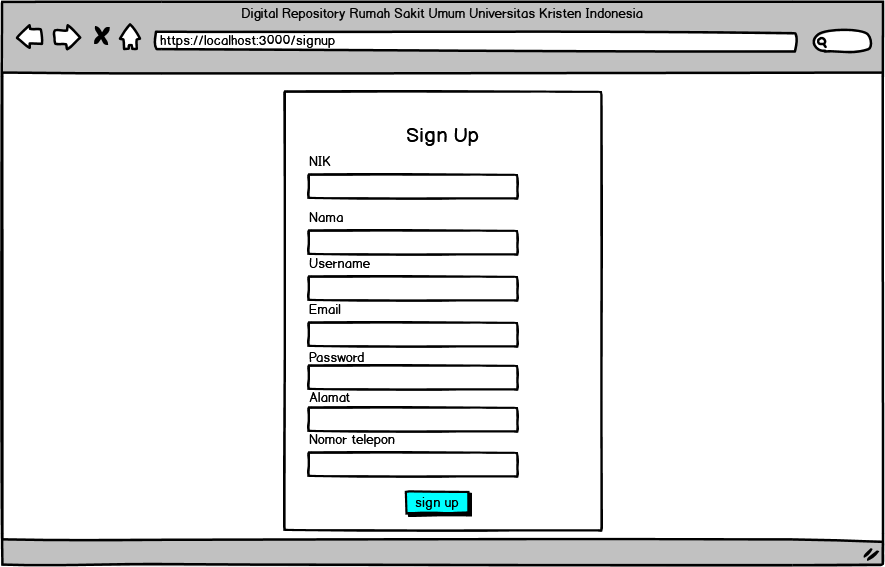 Digital Repository Rumah Sakit Umum Universitas Kristen Indonesia
https://localhost:3000/signup
Sign Up
NIK
Nama
Username
Email
Password
Alamat
Nomor telepon
sign up